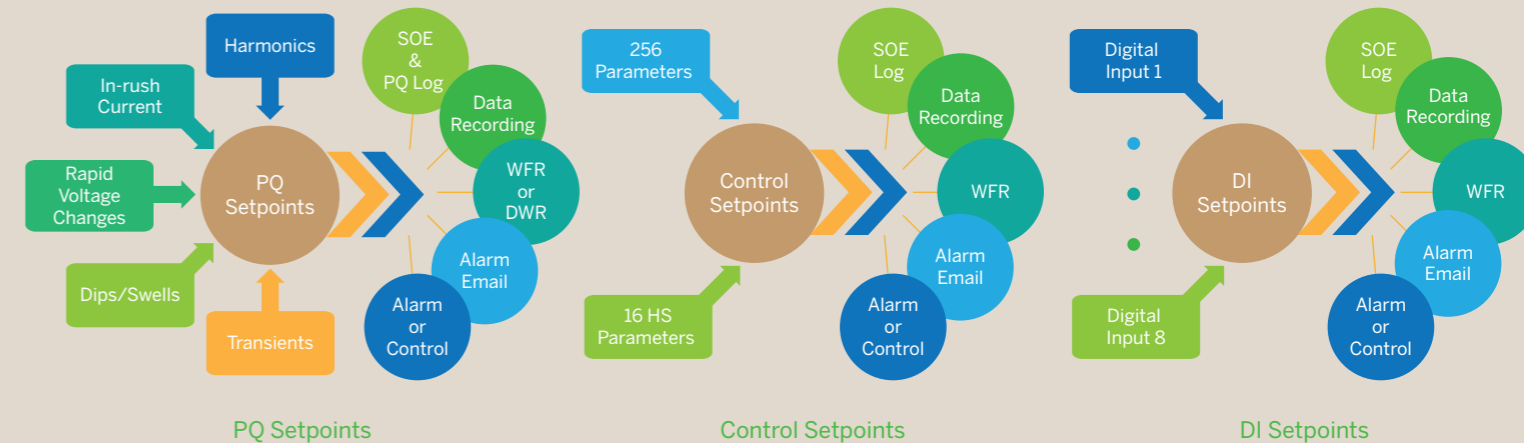 Harmonics
In-rush
Current
Rapid
Voltage
Changes
Dips/Swells
Transients
PQ
Setpoints
SOE
&
PQ Log
Data
Recording
WFR
or
DWR
Alarm
Email
Alarm
or
Control
PQ Setpoints
256
Parameters
16 HS
Parameters
Control
Setpoints
SOE
Log
Data
Recording
WFR
Alarm
Email
Alarm
or
Control
Control Setpoints
Digital
Input 1
Digital
Input 8
DI
Setpoints
SOE
Log
Data
Recording
WFR
Alarm
Email
Alarm
or
Control
DI Setpoints